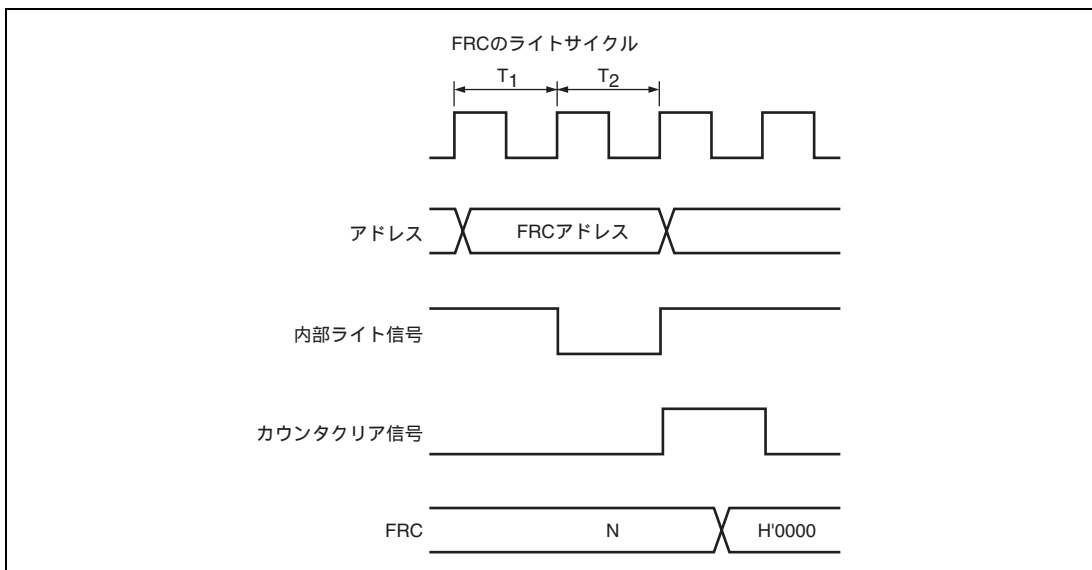 FRCのライトサイクル
T1 T2
アドレス FRCアドレス
内部ライト信号
カウンタクリア信号
FRC N H'0000